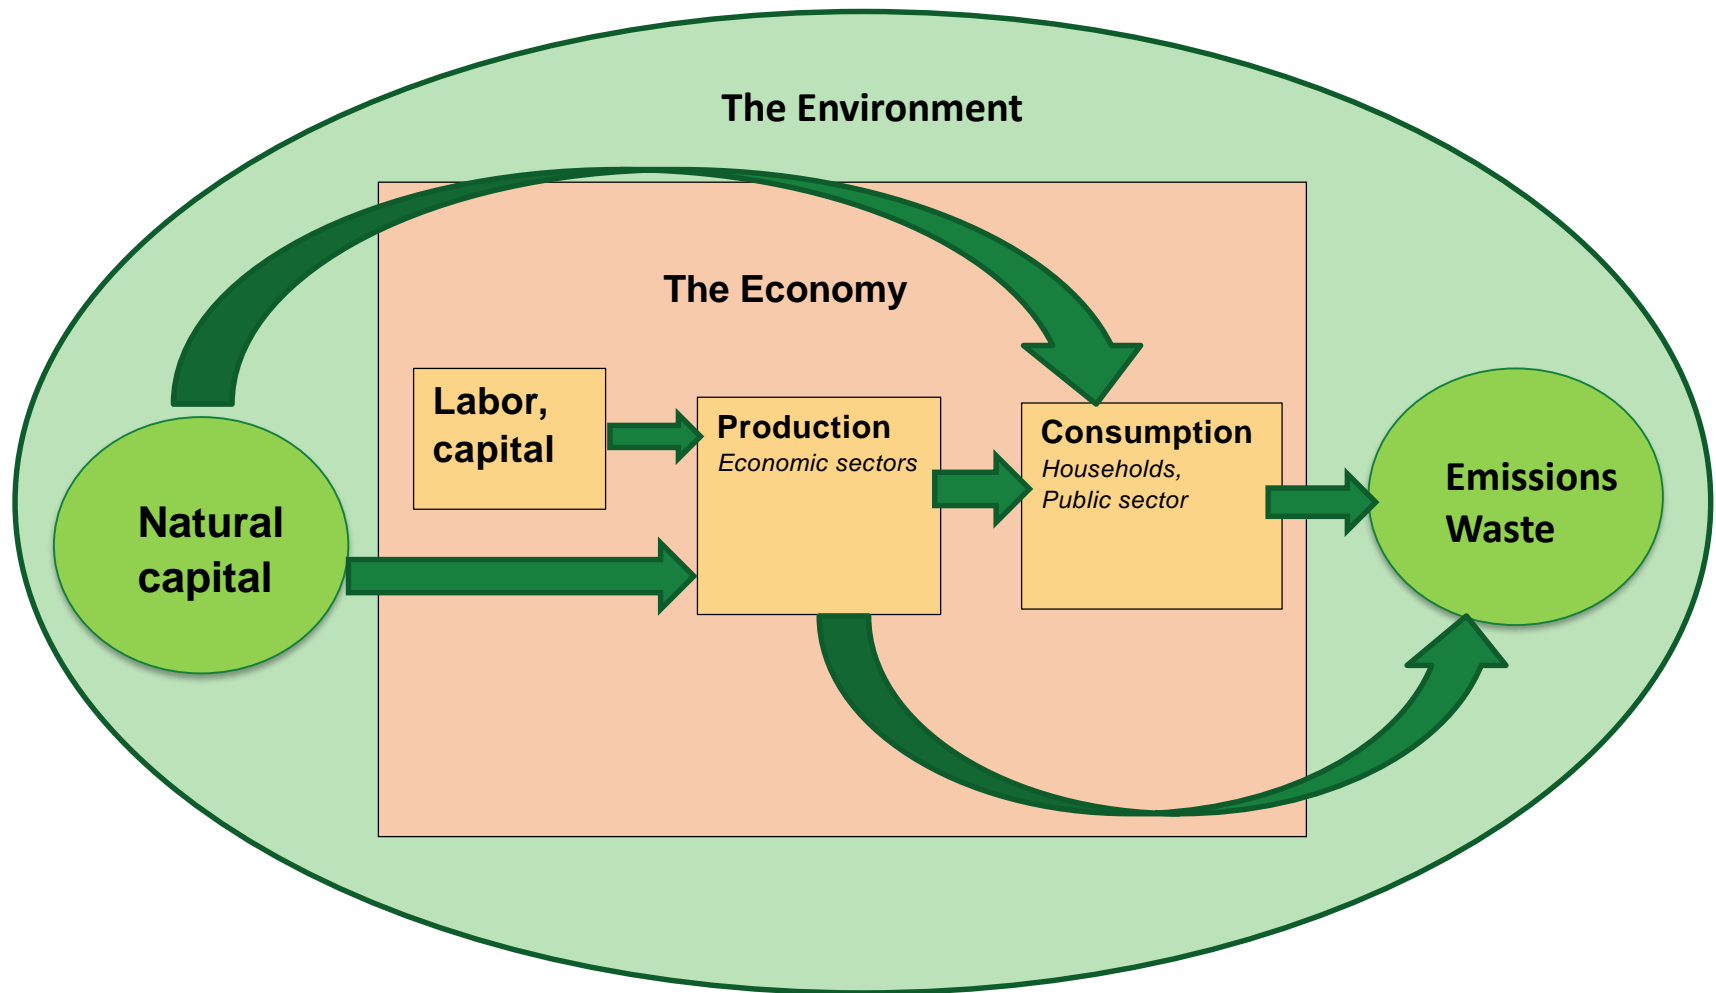 The Environment
The Economy
Labor,
capital
Production
Economic sectors
Consumption
Households,
Public sector
Natural
capital
Emissions
Waste